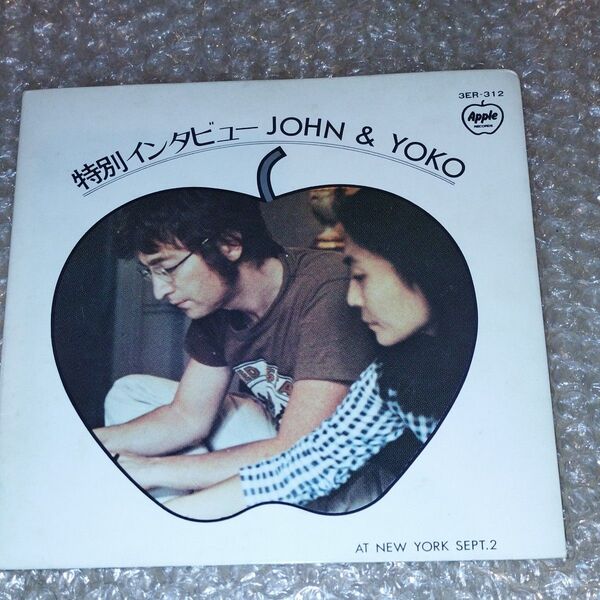 3ER-312
Apple
RECORDS
特別インタビュー JOHN & YOKO
AT NEW YORK SEPT.2